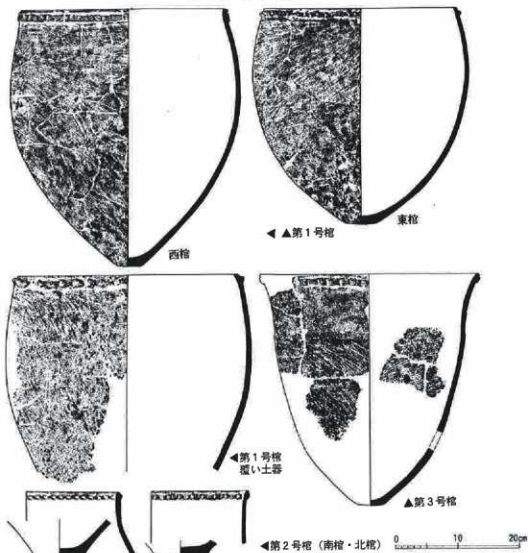 西棺
東棺
◀ ▲第1号棺
◀第1号棺
覆い土器
▲第3号棺
◀第2号棺(南棺・北棺)
0 10 20cm